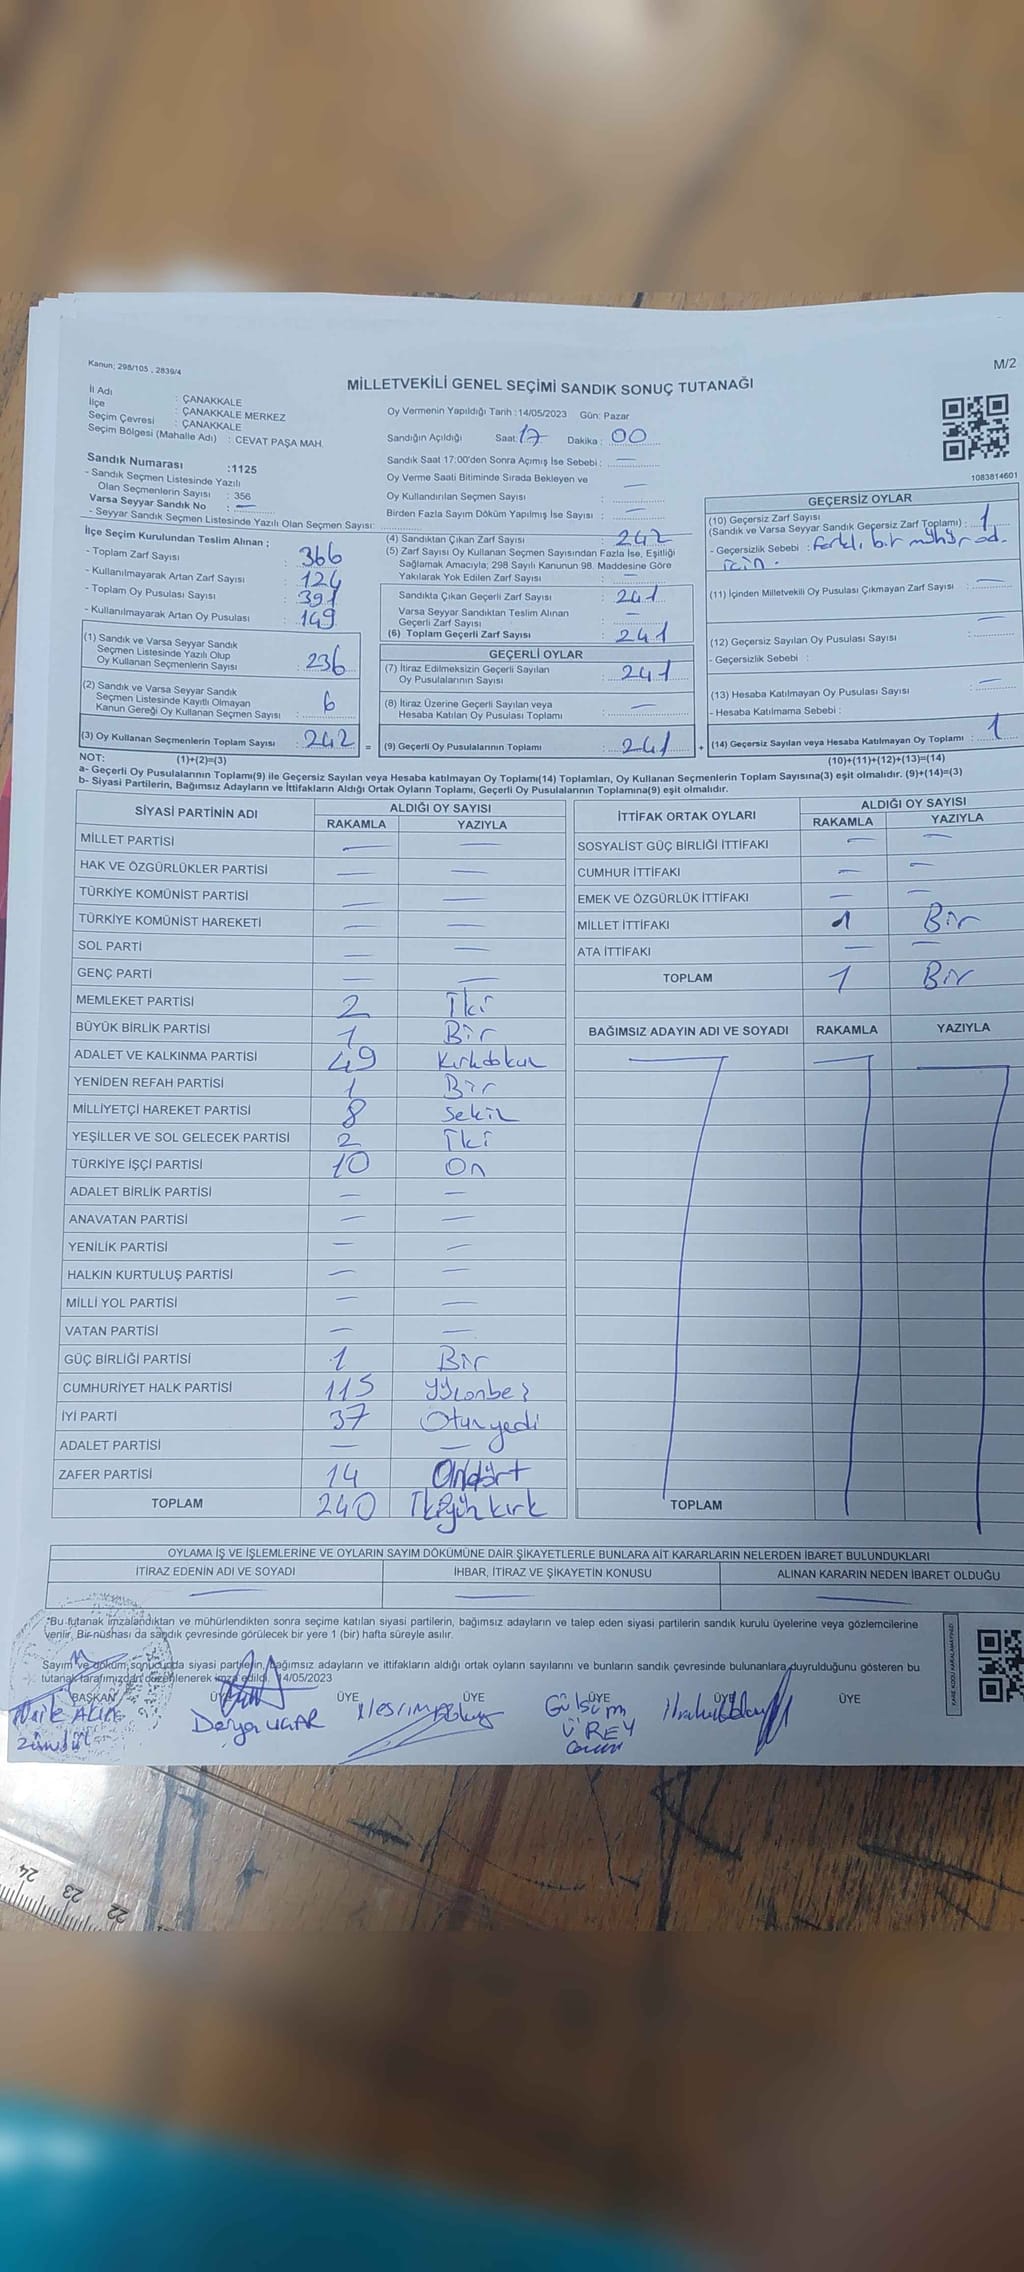 Kanun; 298/105 , 2839/4
M/2
MİLLETVEKİLİ GENEL SEÇİMİ SANDIK SONUÇ TUTANAĞI
İl Adı : ÇANAKKALE
İlçe : ÇANAKKALE MERKEZ
Seçim Çevresi : ÇANAKKALE
Seçim Bölgesi (Mahalle Adı) : CEVAT PAŞA MAH.
Sandık Numarası :1125
- Sandık Seçmen Listesinde Yazılı
Olan Seçmenlerin Sayısı : 356
Varsa Seyyar Sandık No : —
- Seyyar Sandık Seçmen Listesinde Yazılı Olan Seçmen Sayısı:
Oy Vermenin Yapıldığı Tarih :14/05/2023 Gün: Pazar
Sandığın Açıldığı Saat: 17 Dakika : 00
Sandık Saat 17:00'den Sonra Açımış İse Sebebi : —
Oy Verme Saati Bitiminde Sırada Bekleyen ve
Oy Kullandırılan Seçmen Sayısı : —
Birden Fazla Sayım Döküm Yapılmış İse Sayısı : —
1083814601
İlçe Seçim Kurulundan Teslim Alınan ;
- Toplam Zarf Sayısı : 366
- Kullanılmayarak Artan Zarf Sayısı : 124
- Toplam Oy Pusulası Sayısı : 391
- Kullanılmayarak Artan Oy Pusulası : 149
(1) Sandık ve Varsa Seyyar Sandık
Seçmen Listesinde Yazılı Olup
Oy Kullanan Seçmenlerin Sayısı : 236
(2) Sandık ve Varsa Seyyar Sandık
Seçmen Listesinde Kayıtlı Olmayan
Kanun Gereği Oy Kullanan Seçmen Sayısı : 6
(3) Oy Kullanan Seçmenlerin Toplam Sayısı : 242
(4) Sandıktan Çıkan Zarf Sayısı : 242
(5) Zarf Sayısı Oy Kullanan Seçmen Sayısından Fazla İse, Eşitliği
Sağlamak Amacıyla; 298 Sayılı Kanunun 98. Maddesine Göre
Yakılarak Yok Edilen Zarf Sayısı : —
Sandıkta Çıkan Geçerli Zarf Sayısı : 241
Varsa Seyyar Sandıktan Teslim Alınan
Geçerli Zarf Sayısı : —
(6) Toplam Geçerli Zarf Sayısı : 241
GEÇERLİ OYLAR
(7) İtiraz Edilmeksizin Geçerli Sayılan
Oy Pusulalarının Sayısı : 241
(8) İtiraz Üzerine Geçerli Sayılan veya
Hesaba Katılan Oy Pusulası Toplamı : —
= (9) Geçerli Oy Pusulalarının Toplamı : 241
GEÇERSİZ OYLAR
(10) Geçersiz Zarf Sayısı
(Sandık ve Varsa Seyyar Sandık Geçersiz Zarf Toplamı) : 1
- Geçersizlik Sebebi : farklı bir mühür
için.
(11) İçinden Milletvekili Oy Pusulası Çıkmayan Zarf Sayısı : —
(12) Geçersiz Sayılan Oy Pusulası Sayısı : —
- Geçersizlik Sebebi :
(13) Hesaba Katılmayan Oy Pusulası Sayısı : —
- Hesaba Katılmama Sebebi :
+ (14) Geçersiz Sayılan veya Hesaba Katılmayan Oy Toplamı : 1
NOT: (1)+(2)=(3)
(10)+(11)+(12)+(13)=(14)
a- Geçerli Oy Pusulalarının Toplamı(9) ile Geçersiz Sayılan veya Hesaba katılmayan Oy Toplamı(14) Toplamları, Oy Kullanan Seçmenlerin Toplam Sayısına(3) eşit olmalıdır. (9)+(14)=(3)
b- Siyasi Partilerin, Bağımsız Adayların ve İttifakların Aldığı Ortak Oyların Toplamı, Geçerli Oy Pusulalarının Toplamına(9) eşit olmalıdır.
SİYASİ PARTİNİN ADI ALDIĞI OY SAYISI
RAKAMLA YAZIYLA
MİLLET PARTİSİ — —
HAK VE ÖZGÜRLÜKLER PARTİSİ — —
TÜRKİYE KOMÜNİST PARTİSİ — —
TÜRKİYE KOMÜNİST HAREKETİ — —
SOL PARTİ — —
GENÇ PARTİ — —
MEMLEKET PARTİSİ 2 İki
BÜYÜK BİRLİK PARTİSİ 1 Bir
ADALET VE KALKINMA PARTİSİ 49 Kırkdokuz
YENİDEN REFAH PARTİSİ 1 Bir
MİLLİYETÇİ HAREKET PARTİSİ 8 Sekiz
YEŞİLLER VE SOL GELECEK PARTİSİ 2 İki
TÜRKİYE İŞÇİ PARTİSİ 10 On
ADALET BİRLİK PARTİSİ — —
ANAVATAN PARTİSİ — —
YENİLİK PARTİSİ — —
HALKIN KURTULUŞ PARTİSİ — —
MİLLİ YOL PARTİSİ — —
VATAN PARTİSİ — —
GÜÇ BİRLİĞİ PARTİSİ 1 Bir
CUMHURİYET HALK PARTİSİ 115 Yüzonbeş
İYİ PARTİ 37 Otuzyedi
ADALET PARTİSİ — —
ZAFER PARTİSİ 14 Ondört
TOPLAM 240 İkiyüzkırk
İTTİFAK ORTAK OYLARI ALDIĞI OY SAYISI
RAKAMLA YAZIYLA
SOSYALİST GÜÇ BİRLİĞİ İTTİFAKI — —
CUMHUR İTTİFAKI — —
EMEK VE ÖZGÜRLÜK İTTİFAKI — —
MİLLET İTTİFAKI 1 Bir
ATA İTTİFAKI — —
TOPLAM 1 Bir
BAĞIMSIZ ADAYIN ADI VE SOYADI RAKAMLA YAZIYLA
TOPLAM
OYLAMA İŞ VE İŞLEMLERİNE VE OYLARIN SAYIM DÖKÜMÜNE DAİR ŞİKAYETLERLE BUNLARA AİT KARARLARIN NELERDEN İBARET BULUNDUKLARI
İTİRAZ EDENİN ADI VE SOYADI İHBAR, İTİRAZ VE ŞİKAYETİN KONUSU ALINAN KARARIN NEDEN İBARET OLDUĞU
*Bu tutanak imzalandıktan ve mühürlendikten sonra seçime katılan siyasi partilerin, bağımsız adayların ve talep eden siyasi partilerin sandık kurulu üyelerine veya gözlemcilerine
verilir, Bir nüshası da sandık çevresinde görülecek bir yere 1 (bir) hafta süreyle asılır.
Sayım ve döküm sonucunda siyasi partilerin, bağımsız adayların ve ittifakların aldığı ortak oyların sayılarını ve bunların sandık çevresinde bulunanlara duyrulduğunu gösteren bu
tutanak tarafımızdan düzenlenerek imza edildi. 14/05/2023
BAŞKAN ÜYE ÜYE ÜYE ÜYE ÜYE ÜYE
Derya UÇAR
Gülsüm
ÜREY
24 23 22